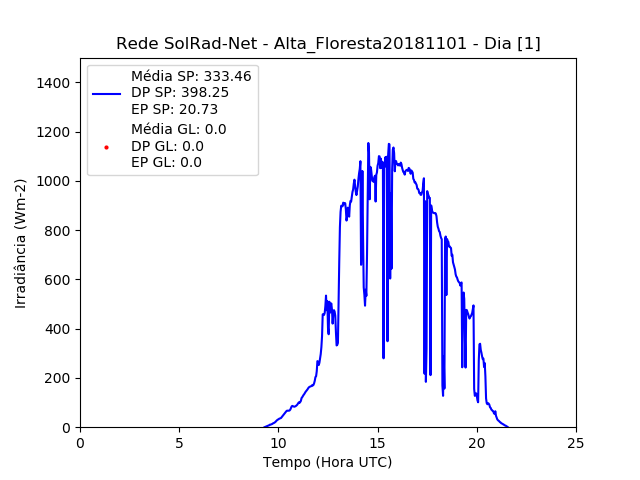 Rede SolRad-Net - Alta_Floresta20181101 - Dia [1]
Média SP: 333.46
DP SP: 398.25
EP SP: 20.73
Média GL: 0.0
DP GL: 0.0
EP GL: 0.0
Irradiância (Wm-2)
1400
1200
1000
800
600
400
200
0
0 5 10 15 20 25
Tempo (Hora UTC)